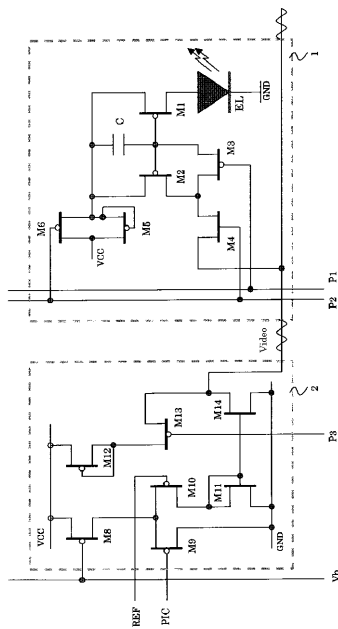 1
M1
C
EL
GND
M2
M3
M6
M5
VCC
M4
P1
P2
Video
2
M13
M14
P3
M12
M10
M11
VCC
M8
M9
GND
REF
PIC
Vb